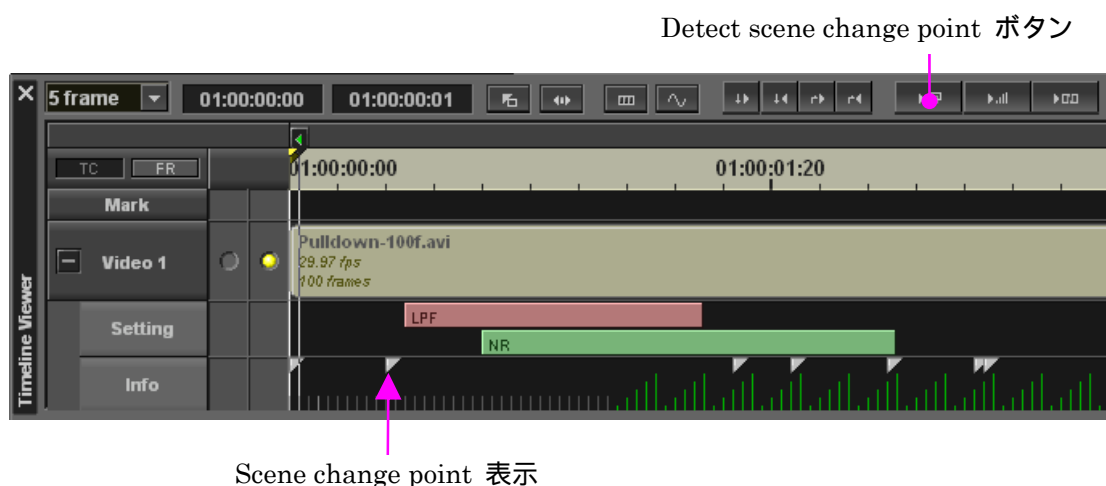 Detect scene change point ボタン
5 frame 01:00:00:00 01:00:00:01
TC FR 01:00:00:00 01:00:01:20
Mark
Video 1
Pulldown-100f.avi
29.97 fps
100 frames
Setting
LPF
NR
Info
Timeline Viewer
Scene change point 表示